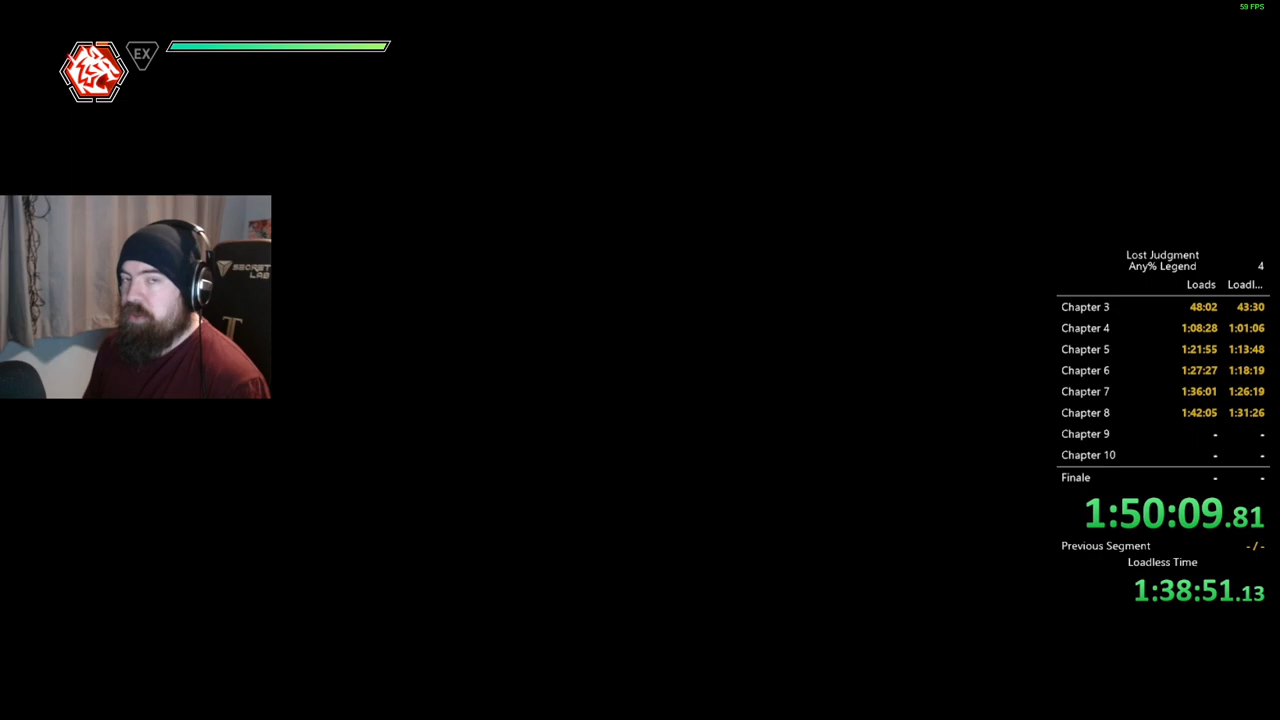 59 FPS
EX
SECRET
LAB
Lost Judgment
Any% Legend 4
Loads Loadl...
Chapter 3 48:02 43:30
Chapter 4 1:08:28 1:01:06
Chapter 5 1:21:55 1:13:48
Chapter 6 1:27:27 1:18:19
Chapter 7 1:36:01 1:26:19
Chapter 8 1:42:05 1:31:26
Chapter 9 - -
Chapter 10 - -
Finale - -
1:50:09.81
Previous Segment - / -
Loadless Time
1:38:51.13